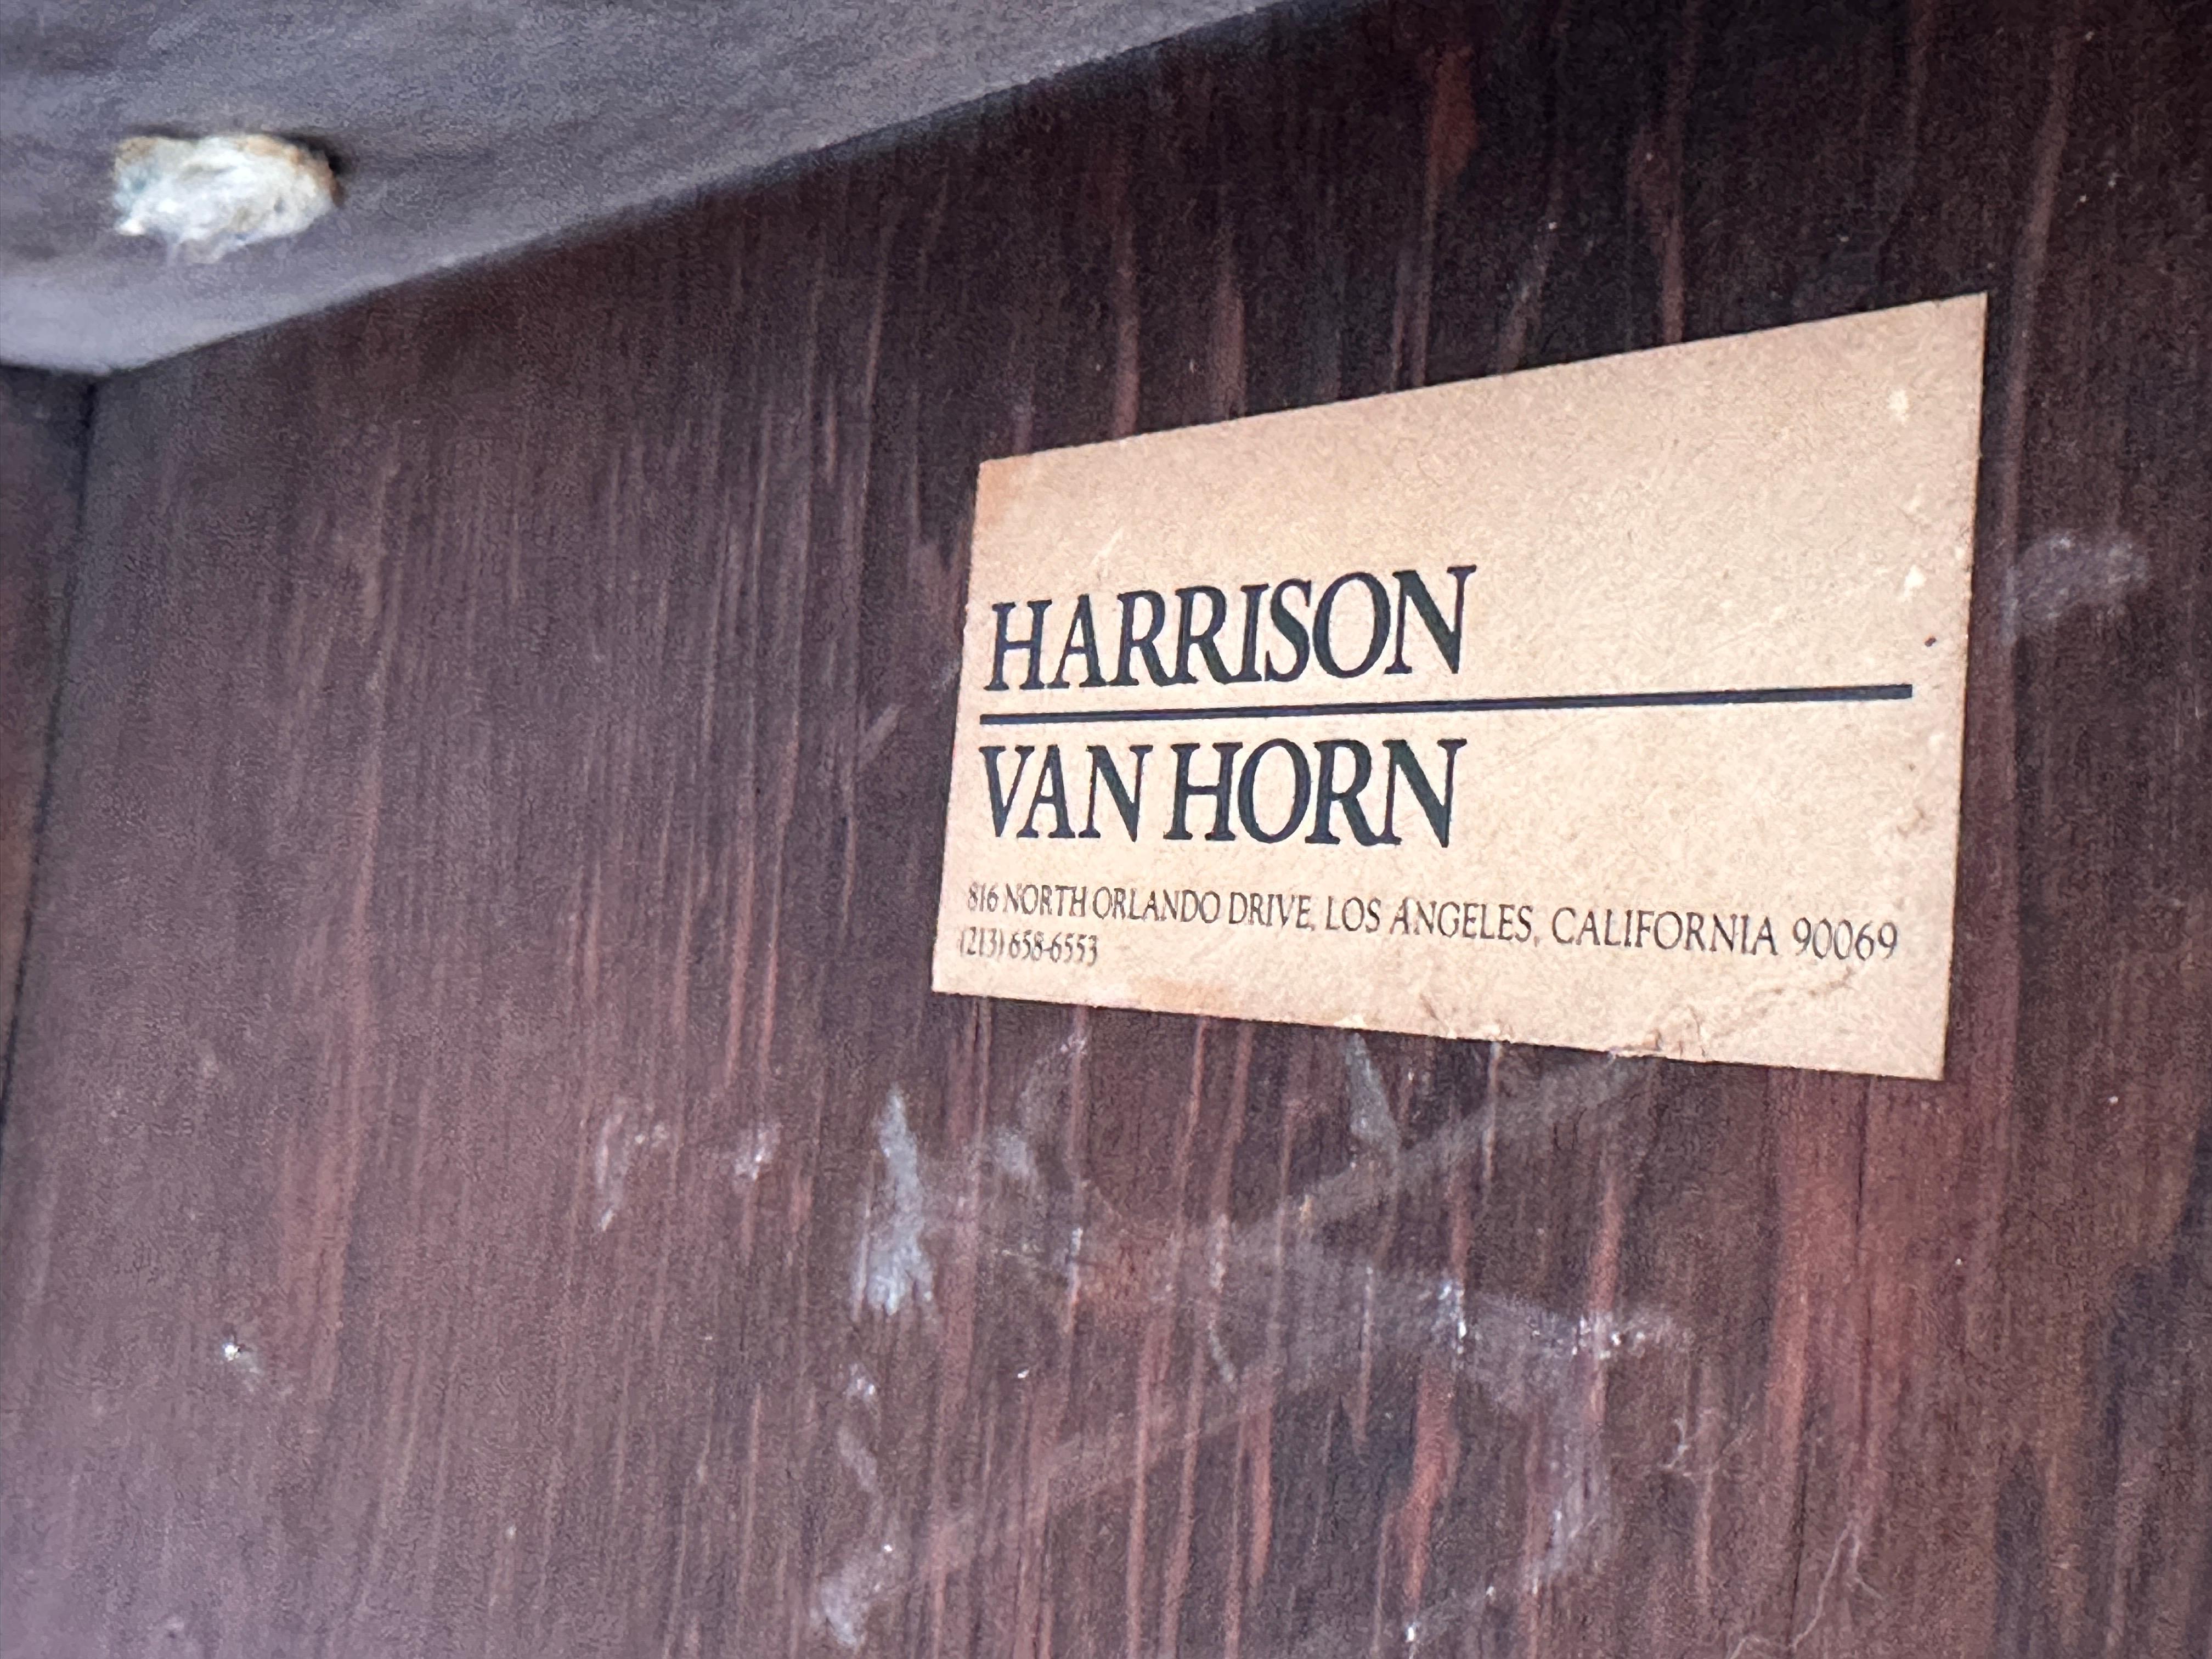 HARRISON
VAN HORN
816 NORTH ORLANDO DRIVE, LOS ANGELES, CALIFORNIA 90069
(213) 658-6553